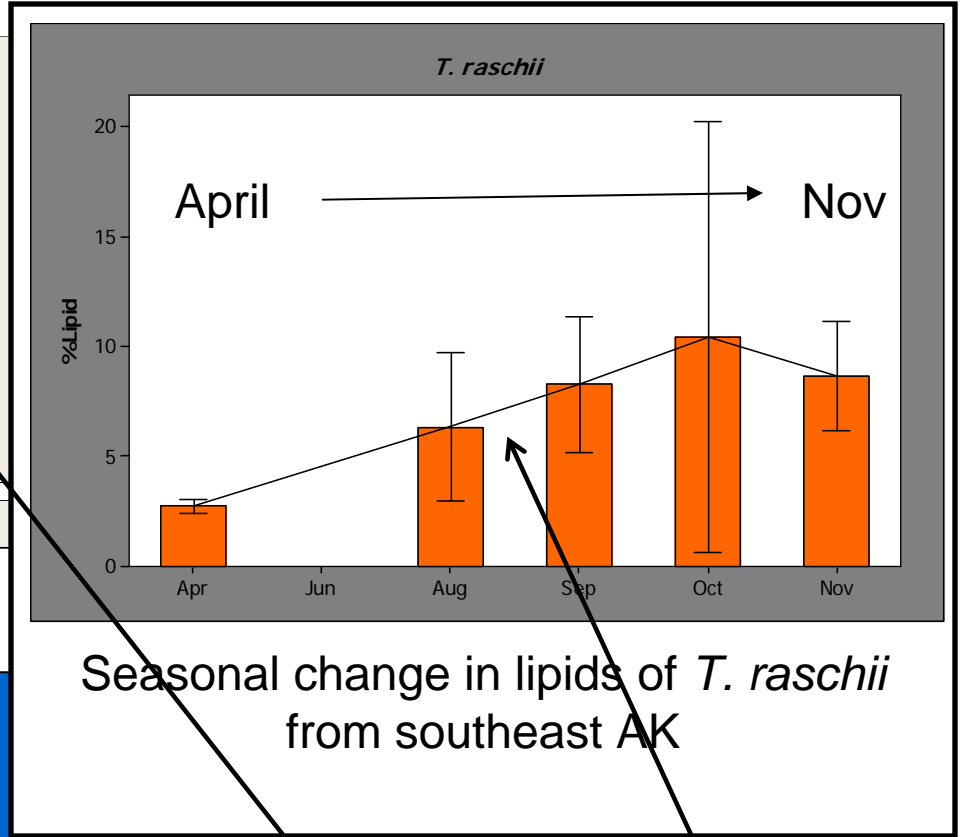 T. raschii
20
April Nov
15
%Lipid
10
5
0
Apr Jun Aug Sep Oct Nov
Seasonal change in lipids of T. raschii
from southeast AK